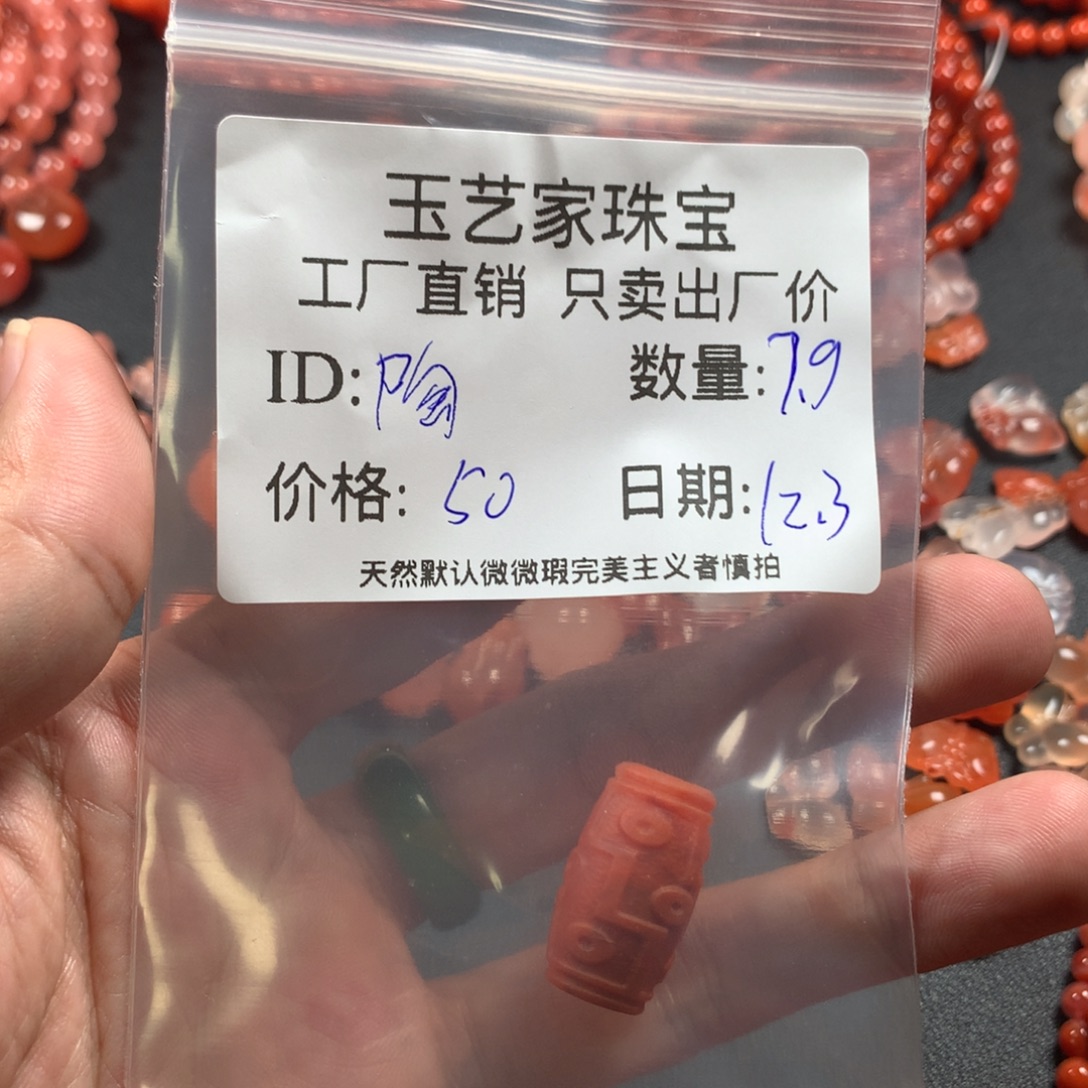 玉艺家珠宝
工厂直销 只卖出厂价
ID:陶 数量:7.9
价格: 50 日期:12.3
天然默认微微瑕完美主义者慎拍